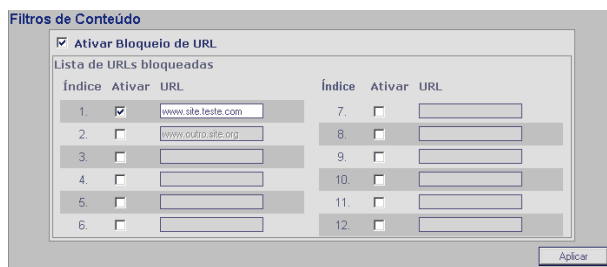 Filtros de Conteúdo
Ativar Bloqueio de URL
Lista de URLs bloqueadas
Índice Ativar URL Índice Ativar URL
1. www.site.teste.com 7.
2. www.outro.site.org 8.
3. 9.
4. 10.
5. 11.
6. 12.
Aplicar